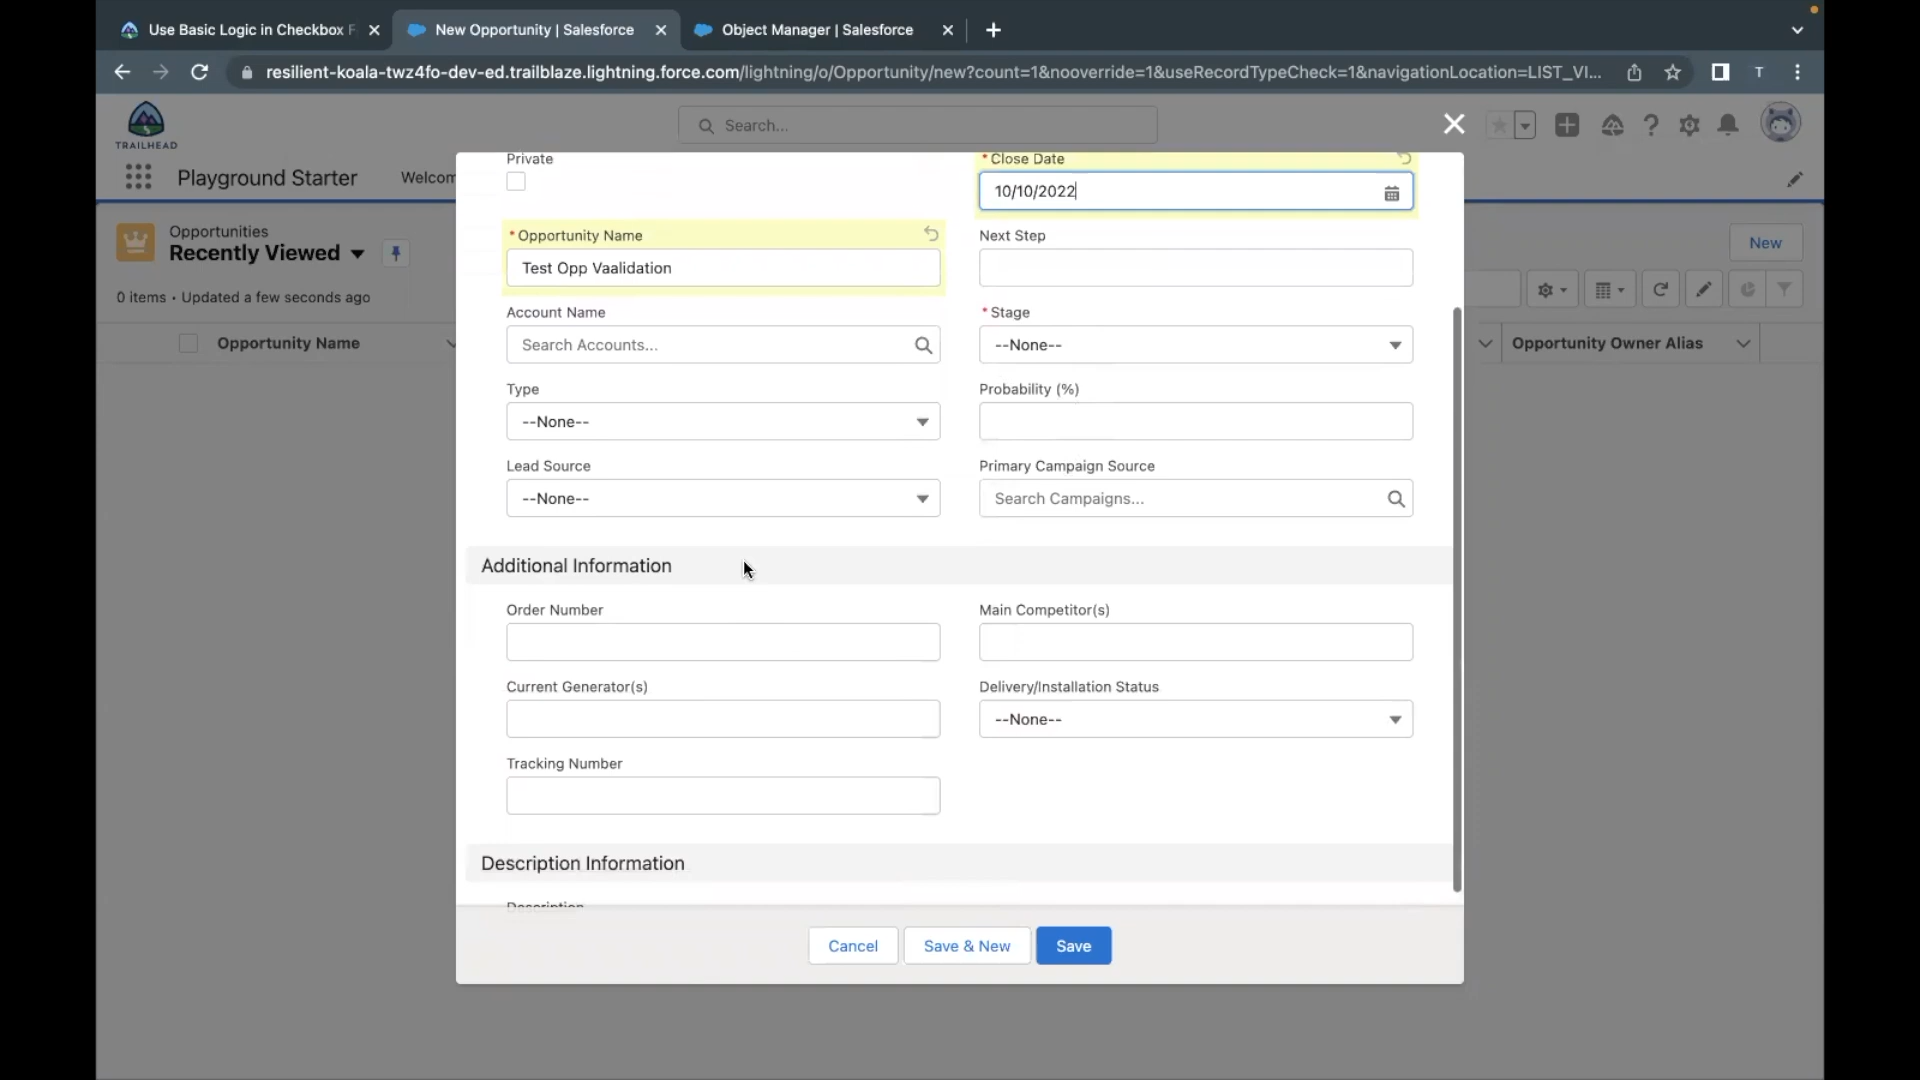 Use Basic Logic in Checkbox F
New Opportunity | Salesforce
Object Manager | Salesforce
resilient-koala-twz4fo-dev-ed.trailblaze.lightning.force.com/lightning/o/Opportunity/new?count=1&nooverride=1&useRecordTypeCheck=1&navigationLocation=LIST_VI...
T
TRAILHEAD
Search...
Playground Starter
Welcom
Opportunities
Recently Viewed
New
0 items • Updated a few seconds ago
Opportunity Name
Opportunity Owner Alias
Private
* Close Date
10/10/2022
* Opportunity Name
Test Opp Vaalidation
Next Step
Account Name
Search Accounts...
* Stage
--None--
Type
--None--
Probability (%)
Lead Source
--None--
Primary Campaign Source
Search Campaigns...
Additional Information
Order Number
Main Competitor(s)
Current Generator(s)
Delivery/Installation Status
--None--
Tracking Number
Description Information
Description
Cancel
Save & New
Save